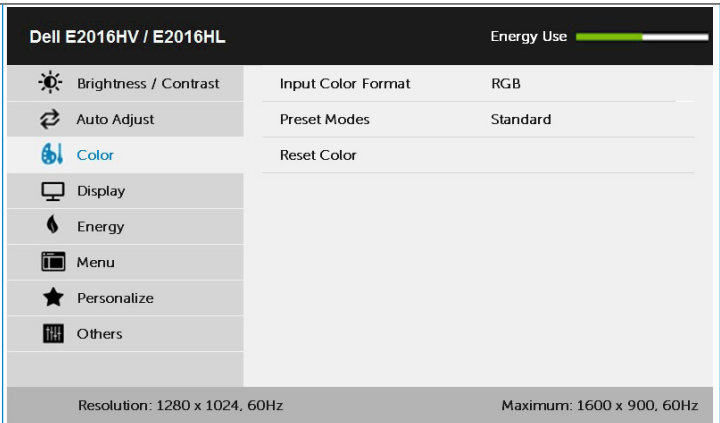 Dell E2016HV / E2016HL Energy Use
Brightness / Contrast Input Color Format RGB
Auto Adjust Preset Modes Standard
Color Reset Color
Display
Energy
Menu
Personalize
Others
Resolution: 1280 x 1024, 60Hz Maximum: 1600 x 900, 60Hz